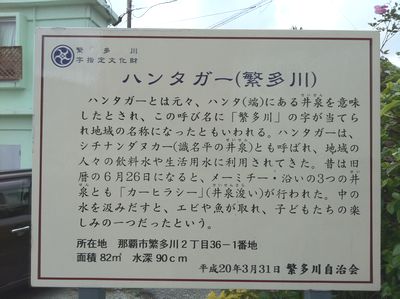 繁多川
字指定文化財
ハンタガー(繁多川)
ハンタガーとは元々、ハンタ(端)にある井泉を意味
したとされ、この呼び名に「繁多川」の字が当てら
れ地域の名称になったともいわれる。ハンタガーは、
シチナンダヌカー(識名平の井泉)とも呼ばれ、地域の
人々の飲料水や生活用水に利用されてきた。昔は旧
暦の6月26日になると、メーミチー沿いの3つの井
泉とも「カーヒラシー」(井泉浚い)が行われた。中の
水を汲みだすと、エビや魚が取れ、子どもたちの楽
しみの一つだったという。
所在地 那覇市繁多川2丁目36-1番地
面積 82㎡ 水深90cm
平成20年3月31日 繁多川自治会